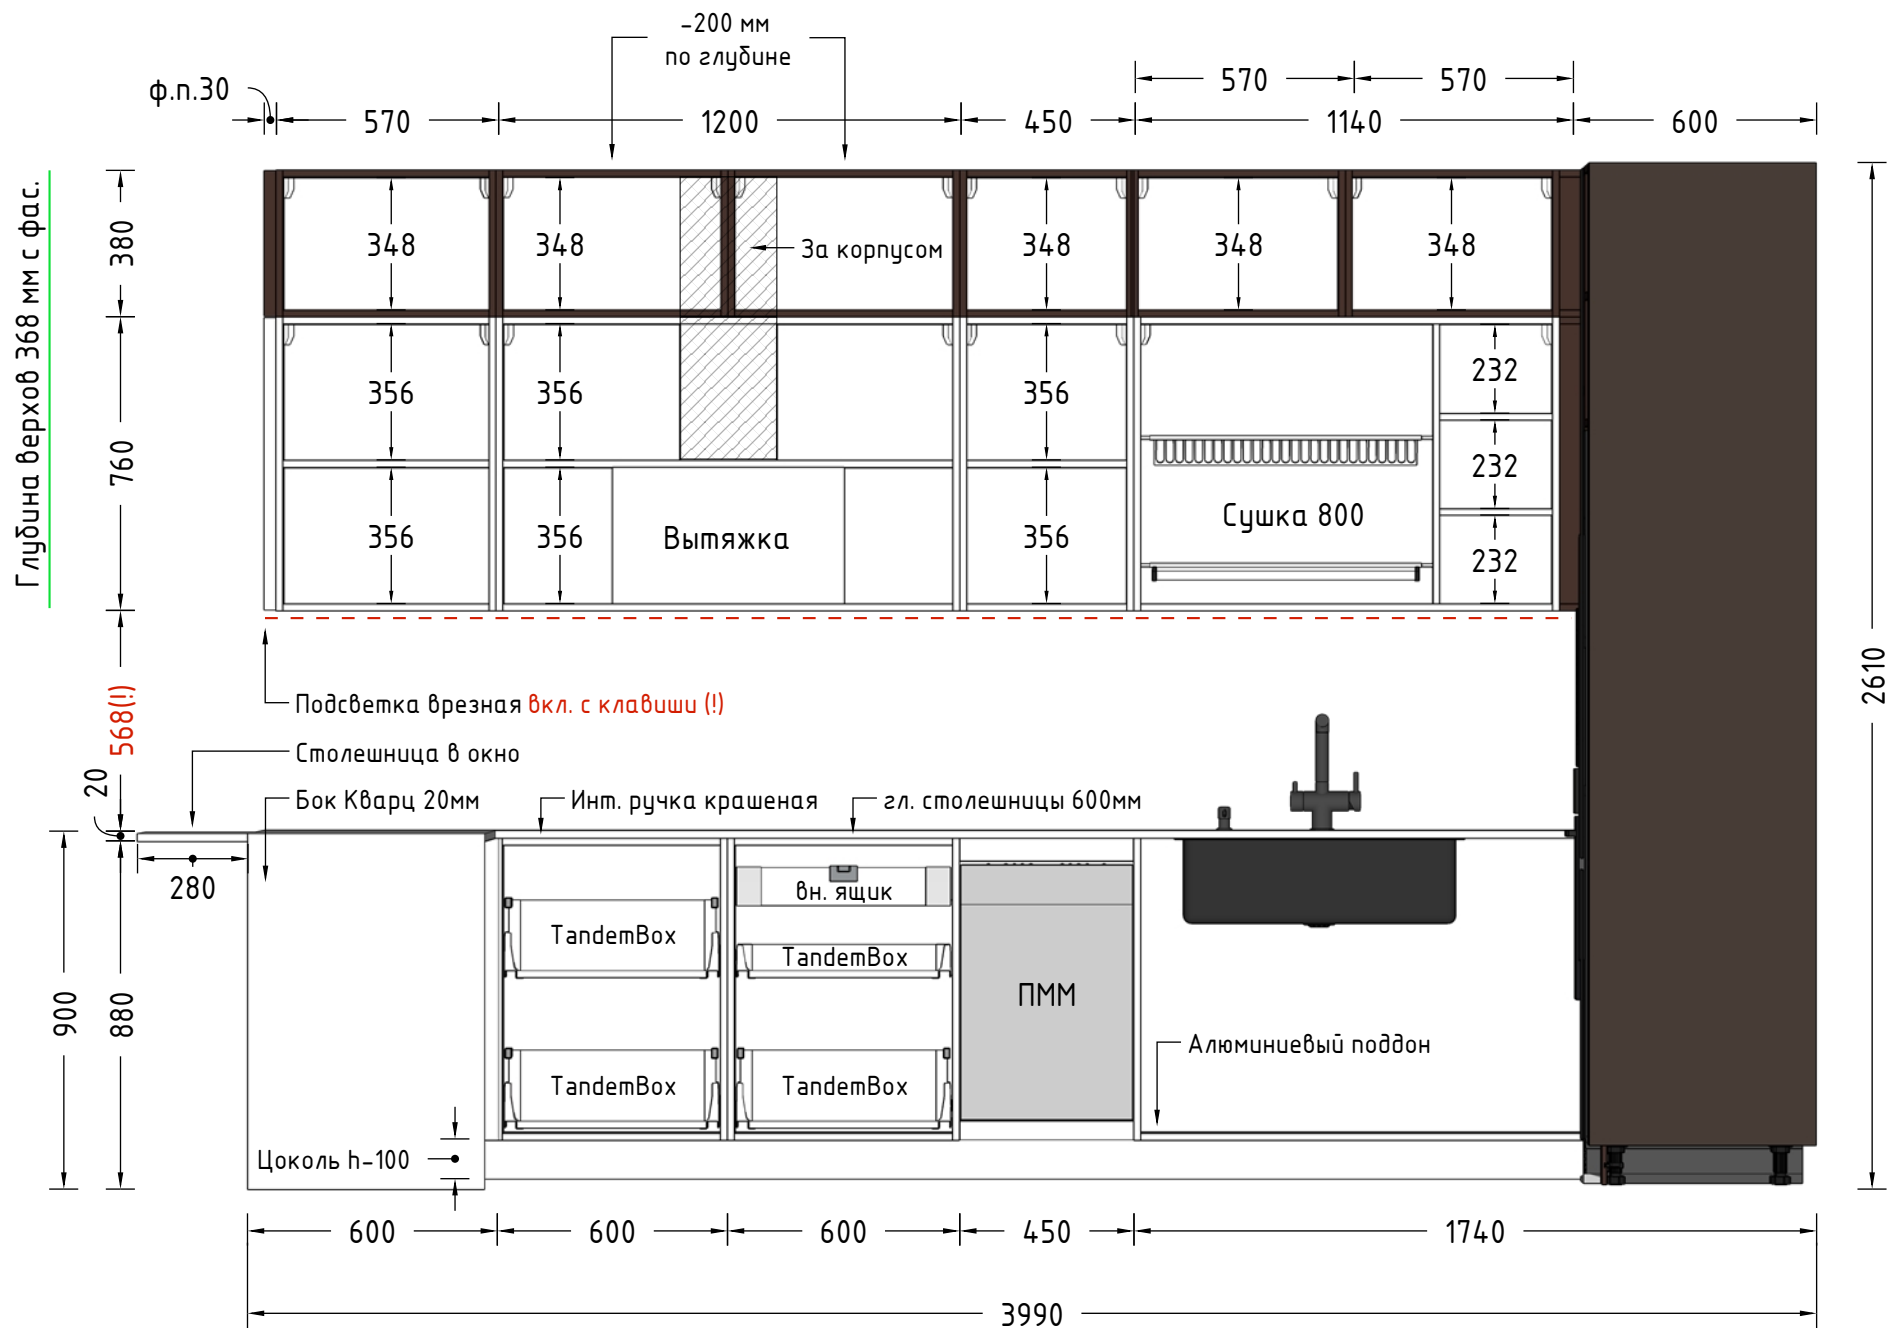 -200 мм
по глубине
ф.п.30
570
570
570
1200
450
1140
600
Глубина верхов 368 мм с фас.
380
348
348
За корпусом
348
348
348
760
356
356
356
232
232
356
356
Вытяжка
356
Сушка 800
232
568(!)
2610
Подсветка врезная вкл. с клавиши (!)
Столешница в окно
20
Бок Кварц 20мм
Инт. ручка крашеная
гл. столешницы 600мм
280
вн. ящик
TandemBox
TandemBox
900
880
ПММ
Алюминиевый поддон
TandemBox
TandemBox
Цоколь h-100
600
600
600
450
1740
3990